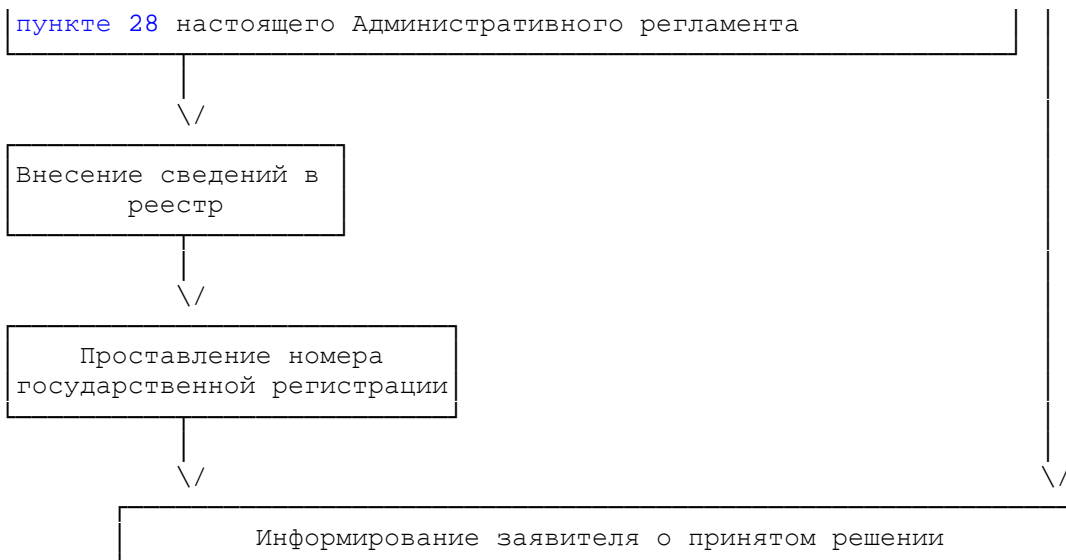 пункте 28 настоящего Административного регламента
Внесение сведений в
реестр
Проставление номера
государственной регистрации
Информирование заявителя о принятом решении